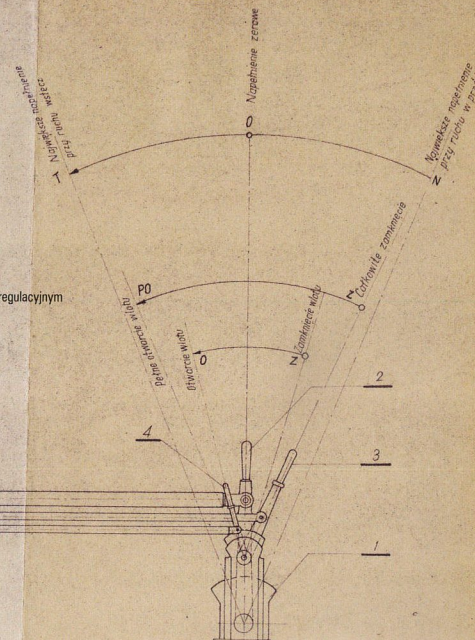 Napełnienie zerowe
0
Największe napełnienie
przy ruchu wstecz
T
Największe napełnienie
przy ruchu w
N
regulacyjnym
PO
Pełne otwarcie wlotu
Z
Całkowite zamknięcie
Otwarcie wlotu
O
Z
Zamknięcie wlotu
2
4
3
1